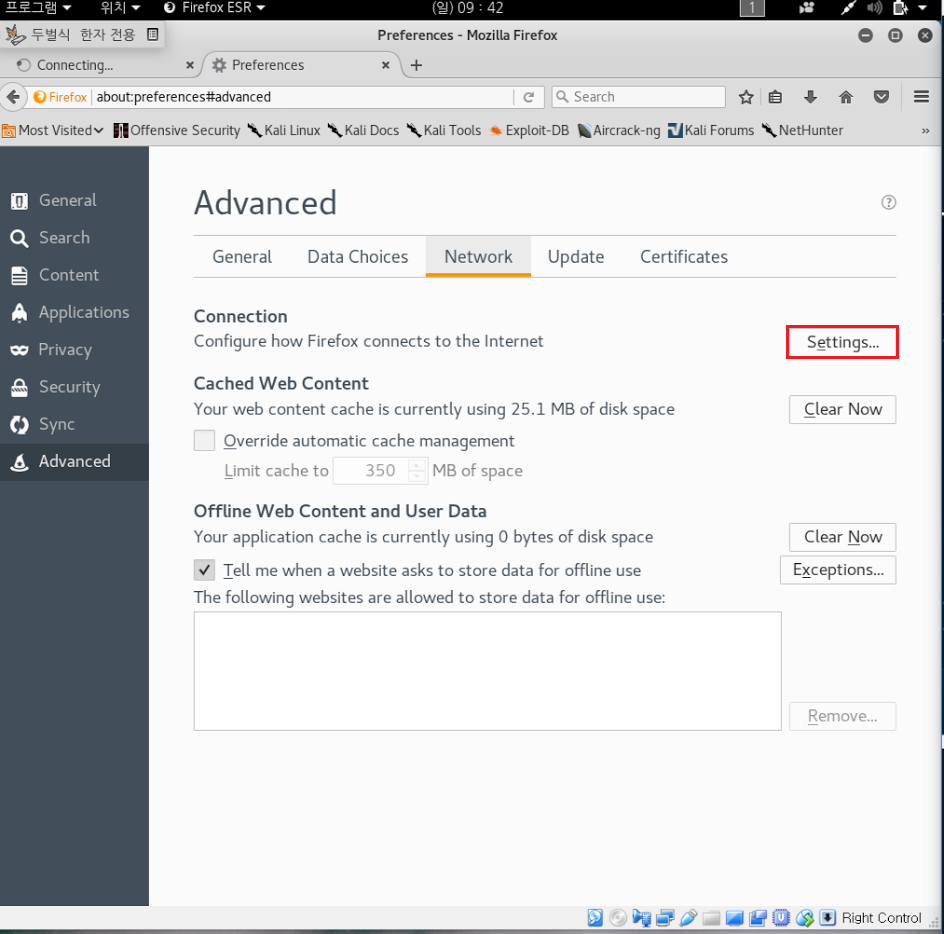 프로그램 위치 Firefox ESR (일) 09 : 42 1
두벌식 한자 전용 Preferences - Mozilla Firefox
Connecting... Preferences
Firefox about:preferences#advanced Search
Most Visited Offensive Security Kali Linux Kali Docs Kali Tools Exploit-DB Aircrack-ng Kali Forums NetHunter »
General
Search
Content
Applications
Privacy
Security
Sync
Advanced
Advanced ?
General Data Choices Network Update Certificates
Connection
Configure how Firefox connects to the Internet Settings...
Cached Web Content
Your web content cache is currently using 25.1 MB of disk space Clear Now
Override automatic cache management
Limit cache to 350 MB of space
Offline Web Content and User Data
Your application cache is currently using 0 bytes of disk space Clear Now
Tell me when a website asks to store data for offline use Exceptions...
The following websites are allowed to store data for offline use:
Remove...
Right Control